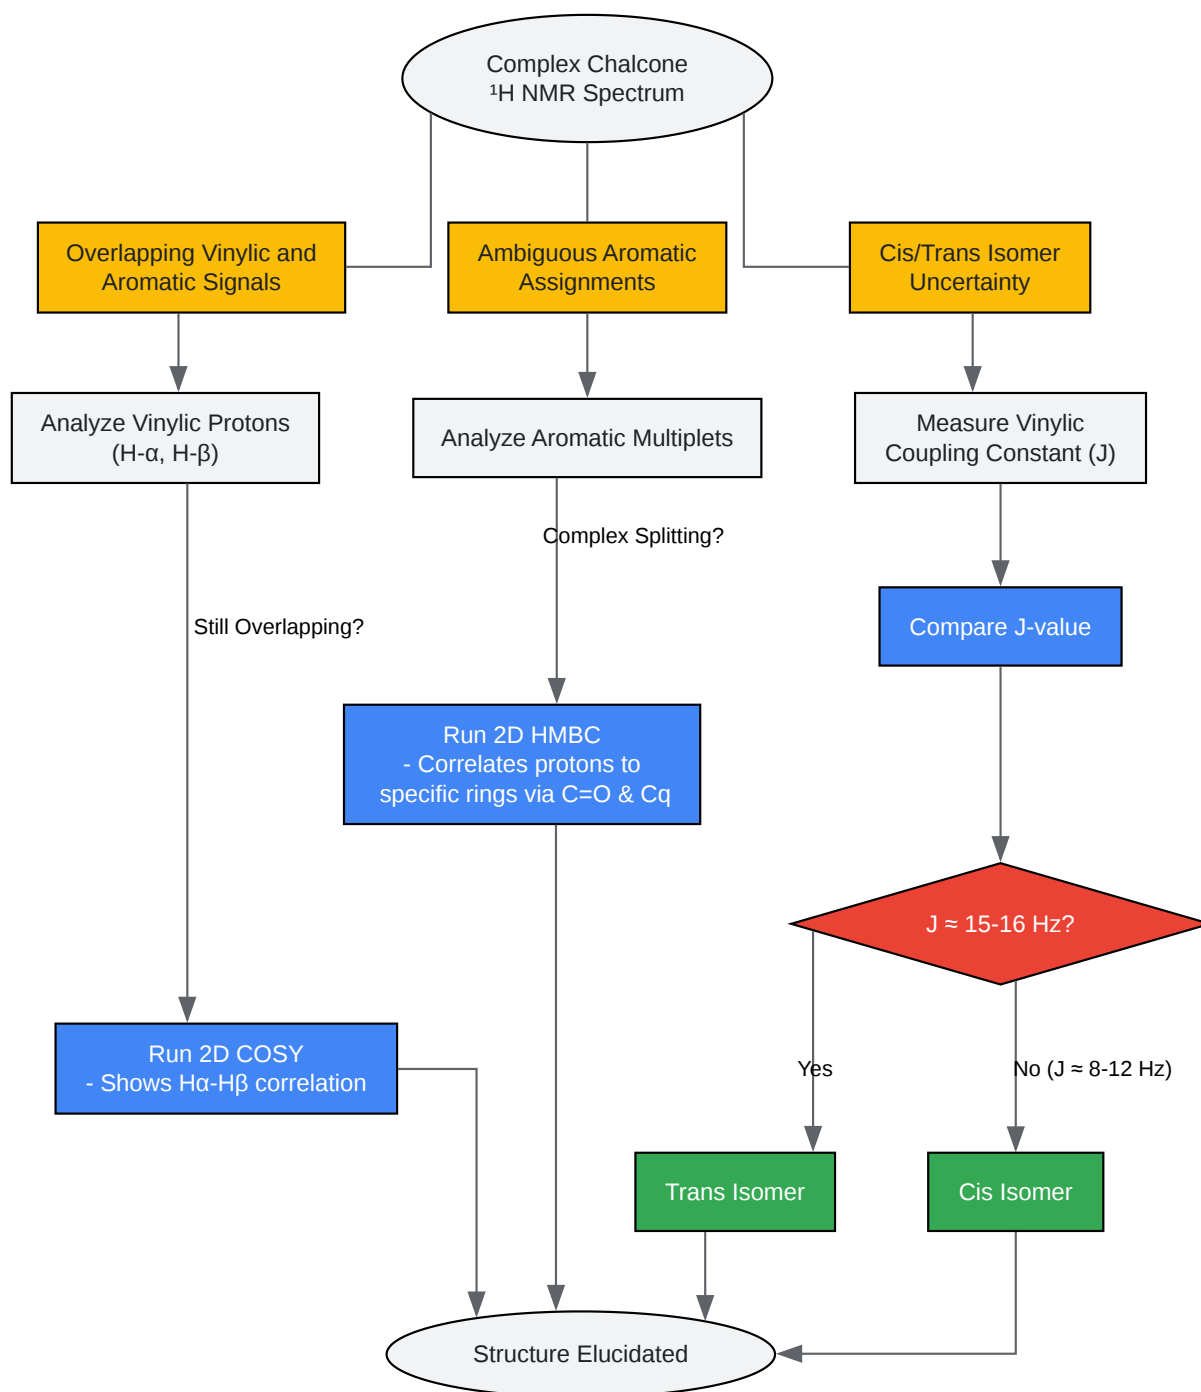 Complex Chalcone
¹H NMR Spectrum
Overlapping Vinylic and
Aromatic Signals
Ambiguous Aromatic
Assignments
Cis/Trans Isomer
Uncertainty
Analyze Vinylic Protons
(H-α, H-β)
Analyze Aromatic Multiplets
Measure Vinylic
Coupling Constant (J)
Complex Splitting?
Still Overlapping?
Compare J-value
Run 2D HMBC
- Correlates protons to
specific rings via C=O & Cq
J ≈ 15-16 Hz?
Run 2D COSY
- Shows Hα-Hβ correlation
Yes
No (J ≈ 8-12 Hz)
Trans Isomer
Cis Isomer
Structure Elucidated